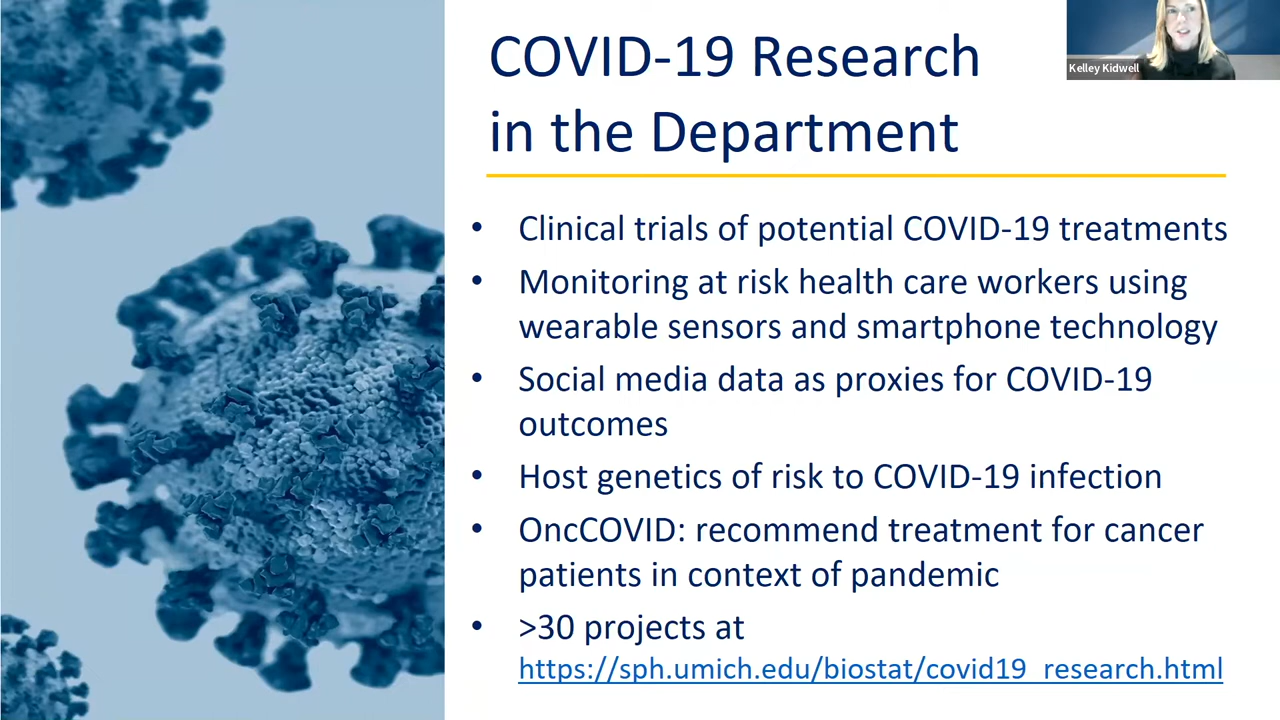 COVID-19 Research
in the Department
Kelley Kidwell
• Clinical trials of potential COVID-19 treatments
• Monitoring at risk health care workers using
wearable sensors and smartphone technology
• Social media data as proxies for COVID-19
outcomes
• Host genetics of risk to COVID-19 infection
• OncCOVID: recommend treatment for cancer
patients in context of pandemic
• >30 projects at
https://sph.umich.edu/biostat/covid19_research.html